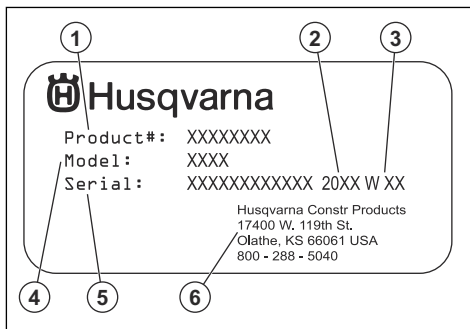 1 2 3
Husqvarna
Product#: XXXXXXXX
Model: XXXX
Serial: XXXXXXXXXXXX 20XX W XX
Husqvarna Constr Products
17400 W. 119th St.
Olathe, KS 66061 USA
800 - 288 - 5040
4 5 6